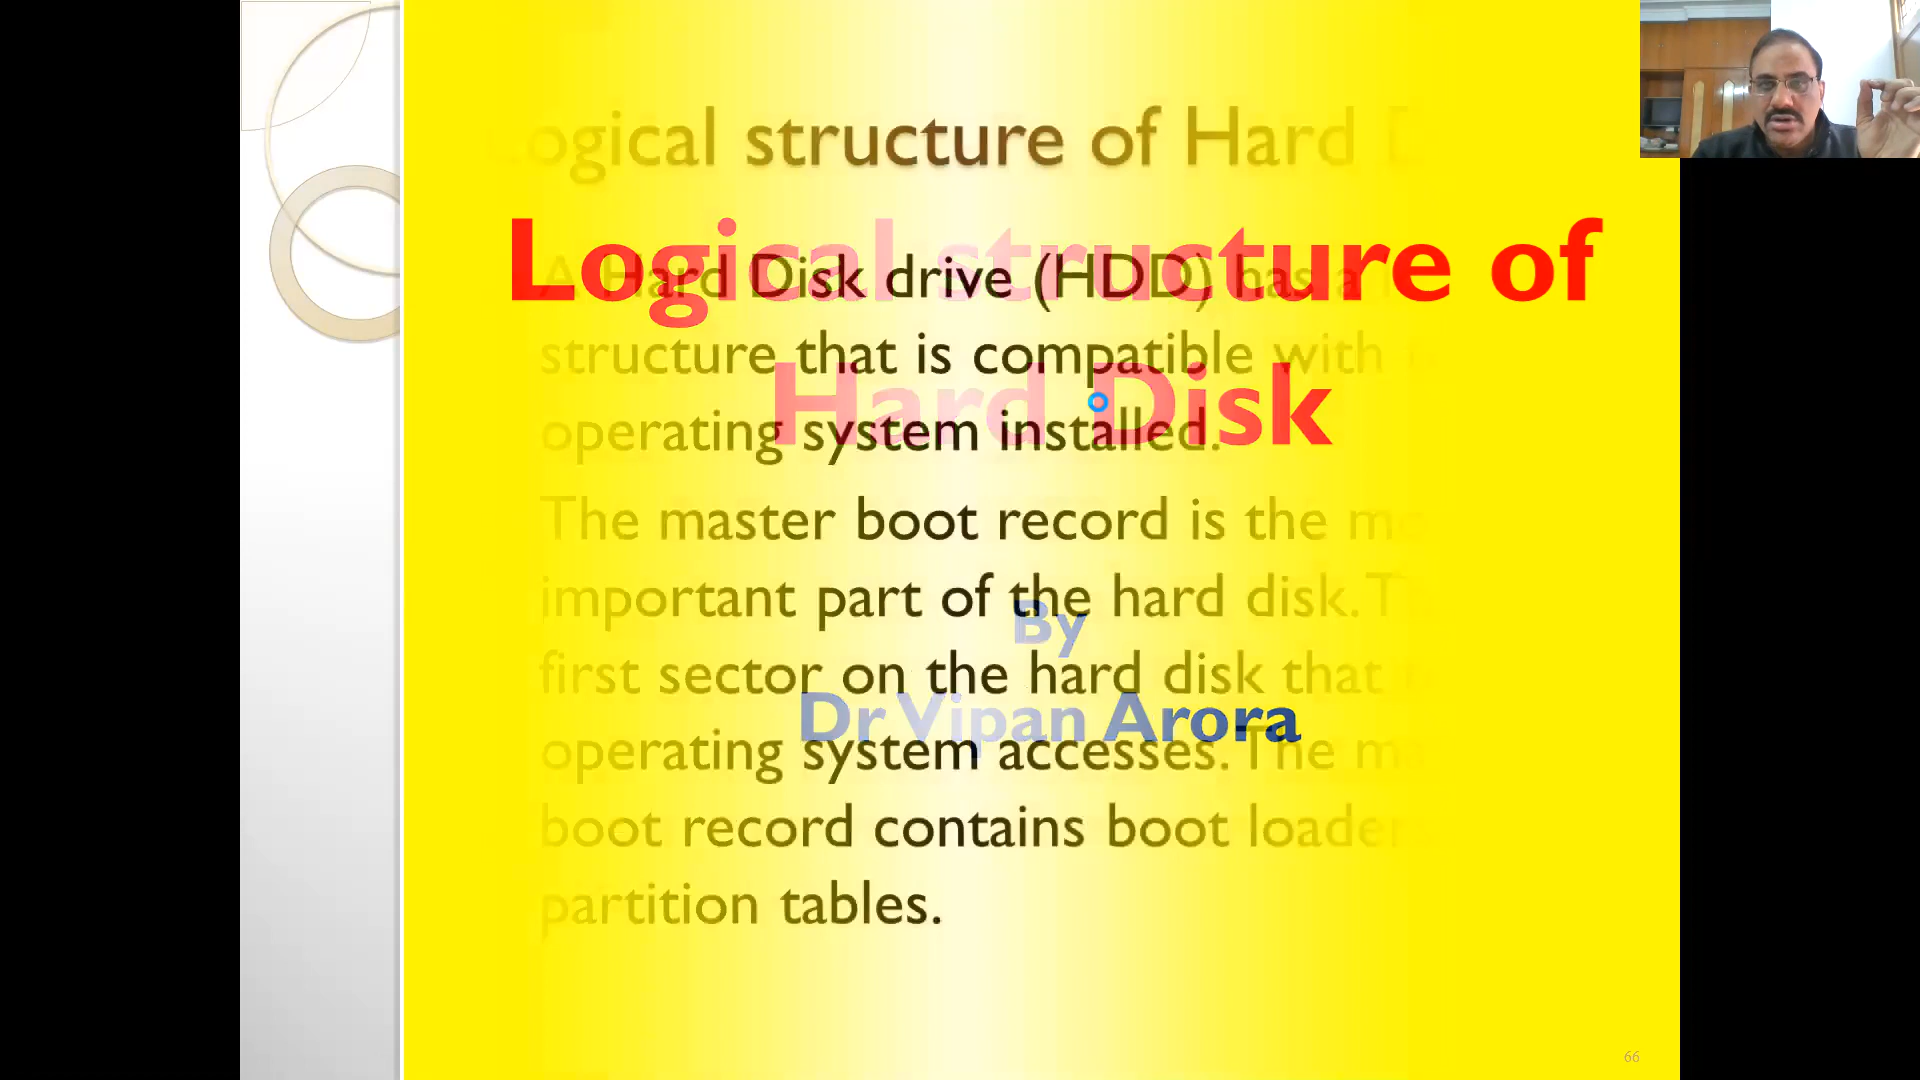 Logical structure of Hard
Logical structure of
Hard Disk
A Hard Disk drive (HDD) has a
structure that is compatible with
operating system installed.
The master boot record is the
important part of the hard disk.
first sector on the hard disk that
operating system accesses. The
boot record contains boot loader
partition tables.
By
Dr Vipan Arora
66